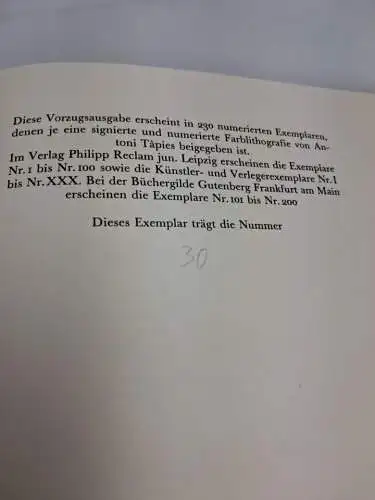 Diese Vorzugsausgabe erscheint in 230 numerierten Exemplaren,
denen je eine signierte und numerierte Farblithografie von An-
toni Tàpies beigegeben ist.
Im Verlag Philipp Reclam jun. Leipzig erscheinen die Exemplare
Nr. 1 bis Nr. 100 sowie die Künstler- und Verlegerexemplare Nr. I
bis Nr. XXX. Bei der Büchergilde Gutenberg Frankfurt am Main
erscheinen die Exemplare Nr. 101 bis Nr. 200
Dieses Exemplar trägt die Nummer
30